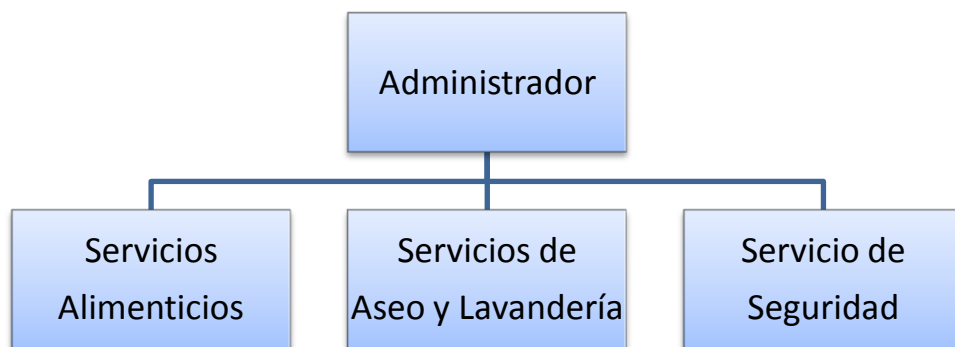 Administrador
Servicios
Alimenticios
Servicios de
Aseo y Lavandería
Servicio de
Seguridad